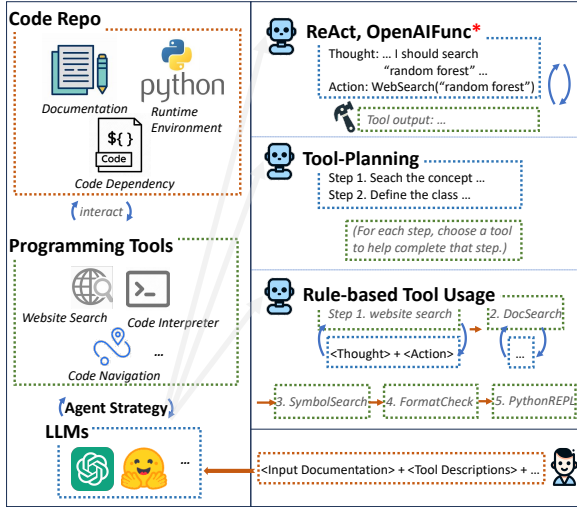 Code Repo
Documentation
python
Runtime
Environment
${ }
Code
Code Dependency
interact
Programming Tools
Website Search
Code Interpreter
Code Navigation
...
Agent Strategy
LLMs
...
ReAct, OpenAIFunc*
Thought: … I should search
“random forest” …
Action: WebSearch(“random forest”)
Tool output: …
Tool-Planning
Step 1. Seach the concept …
Step 2. Define the class …
(For each step, choose a tool
to help complete that step.)
Rule-based Tool Usage
Step 1. website search
2. DocSearch
<Thought> + <Action>
...
3. SymbolSearch
4. FormatCheck
5. PythonREPL
<Input Documentation> + <Tool Descriptions> + …